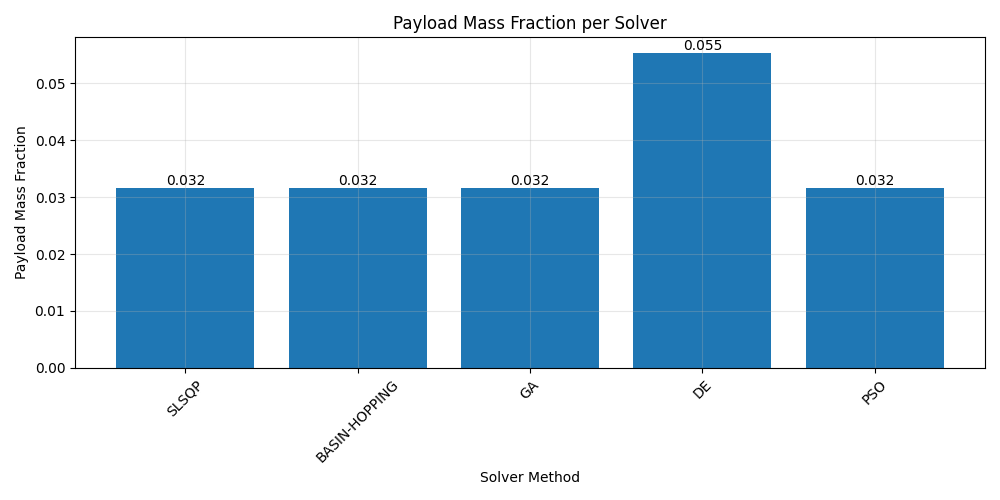 Payload Mass Fraction per Solver
Payload Mass Fraction
0.05
0.04
0.03
0.02
0.01
0.00
0.032
0.032
0.032
0.055
0.032
SLSQP
BASIN-HOPPING
GA
DE
PSO
Solver Method